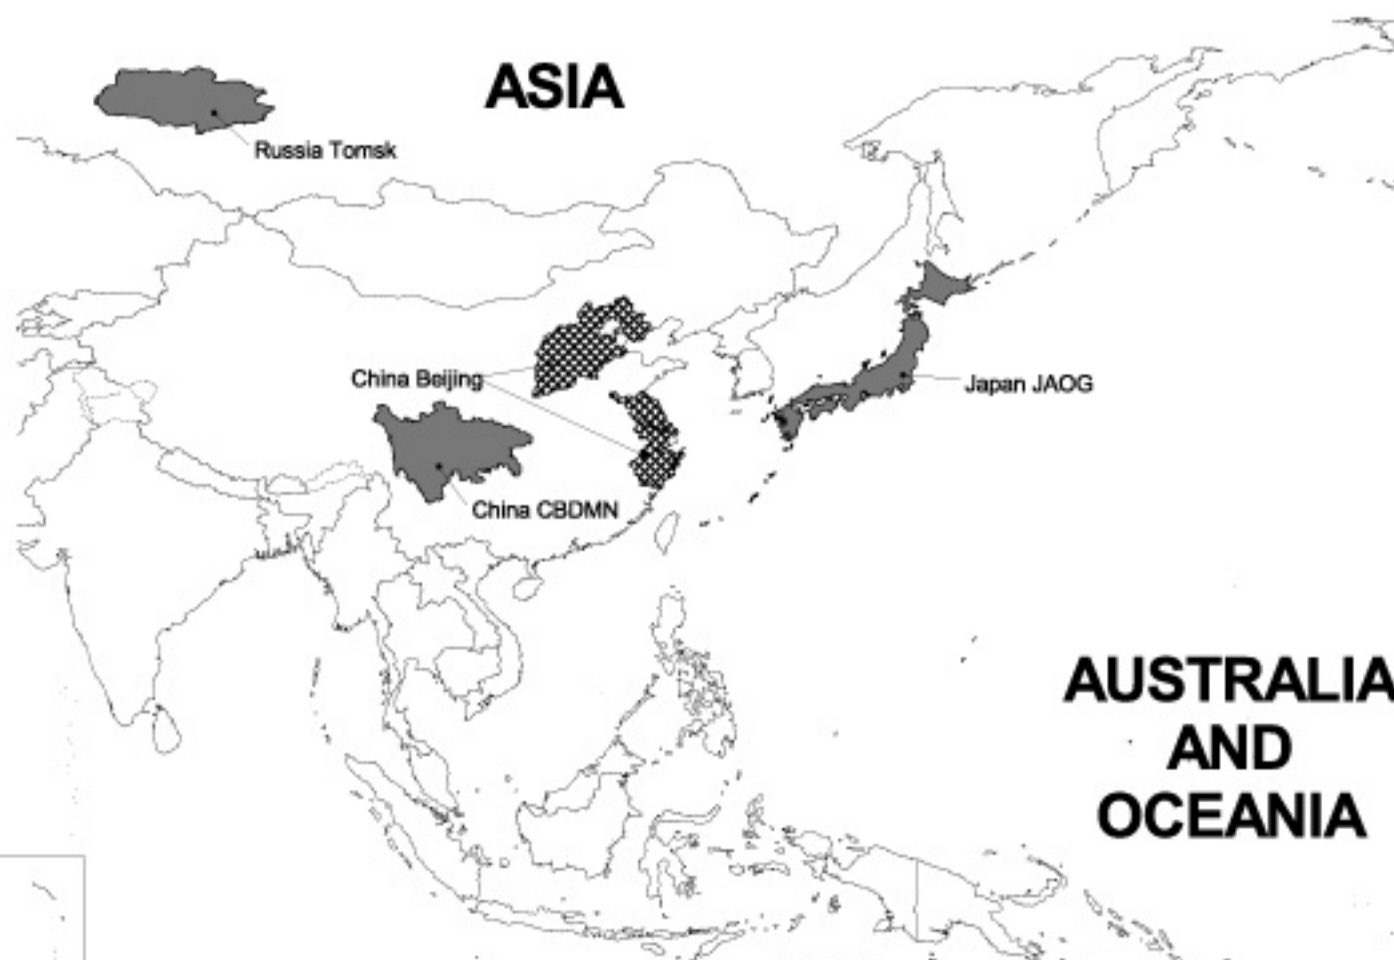 ASIA
Russia Tomsk
China Beijing
Japan JAOG
China CBDMN
AUSTRALIA
AND
OCEANIA